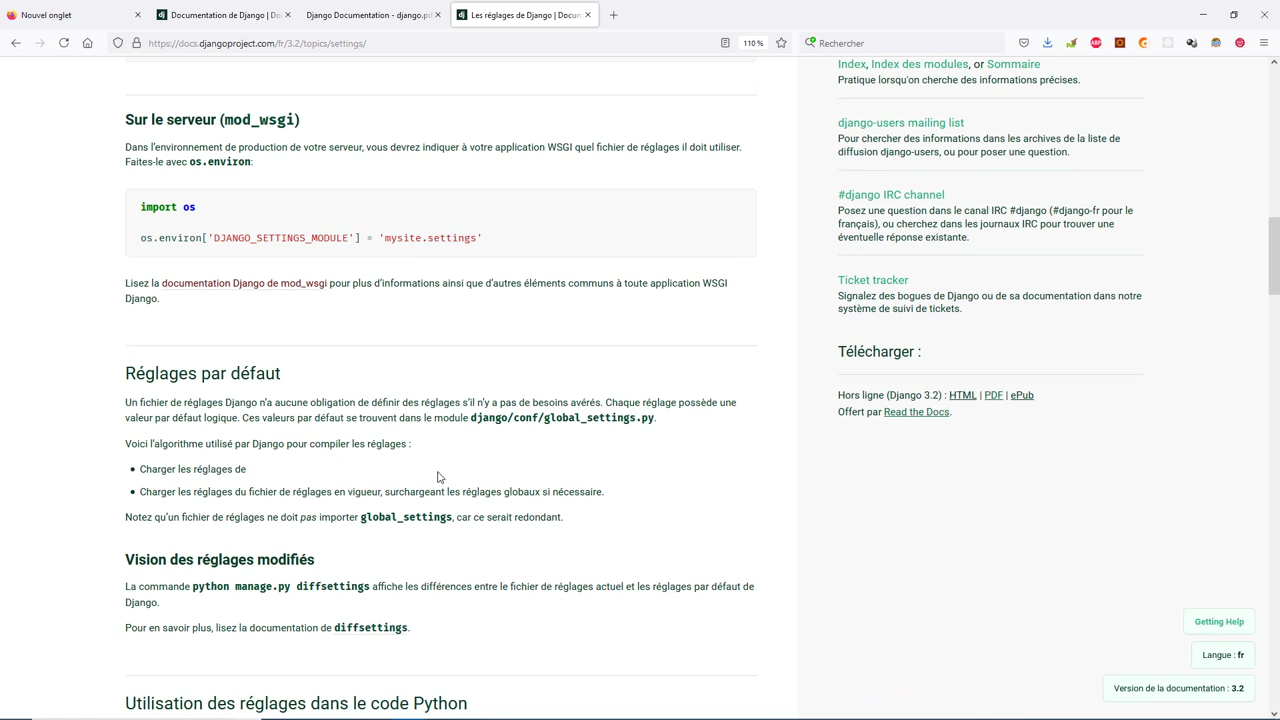 Nouvel onglet
Documentation de Django | Do
Django Documentation - django.pd
Les réglages de Django | Docum
https://docs.djangoproject.com/fr/3.2/topics/settings/
110 %
Rechercher
Sur le serveur (mod_wsgi)
Dans l'environnement de production de votre serveur, vous devrez indiquer à votre application WSGI quel fichier de réglages il doit utiliser.
Faites-le avec os.environ:
import os
os.environ['DJANGO_SETTINGS_MODULE'] = 'mysite.settings'
Lisez la documentation Django de mod_wsgi pour plus d'informations ainsi que d'autres éléments communs à toute application WSGI
Django.
Réglages par défaut
Un fichier de réglages Django n'a aucune obligation de définir des réglages s'il n'y a pas de besoins avérés. Chaque réglage possède une
valeur par défaut logique. Ces valeurs par défaut se trouvent dans le module django/conf/global_settings.py.
Voici l'algorithme utilisé par Django pour compiler les réglages :
Charger les réglages de
Charger les réglages du fichier de réglages en vigueur, surchargeant les réglages globaux si nécessaire.
Notez qu'un fichier de réglages ne doit pas importer global_settings, car ce serait redondant.
Vision des réglages modifiés
La commande python manage.py diffsettings affiche les différences entre le fichier de réglages actuel et les réglages par défaut de
Django.
Pour en savoir plus, lisez la documentation de diffsettings.
Utilisation des réglages dans le code Python
Index, Index des modules, or Sommaire
Pratique lorsqu'on cherche des informations précises.
django-users mailing list
Pour chercher des informations dans les archives de la liste de
diffusion django-users, ou pour poser une question.
#django IRC channel
Posez une question dans le canal IRC #django (#django-fr pour le
français), ou cherchez dans les journaux IRC pour trouver une
éventuelle réponse existante.
Ticket tracker
Signalez des bogues de Django ou de sa documentation dans notre
système de suivi de tickets.
Télécharger :
Hors ligne (Django 3.2) : HTML | PDF | ePub
Offert par Read the Docs.
Getting Help
Langue : fr
Version de la documentation : 3.2